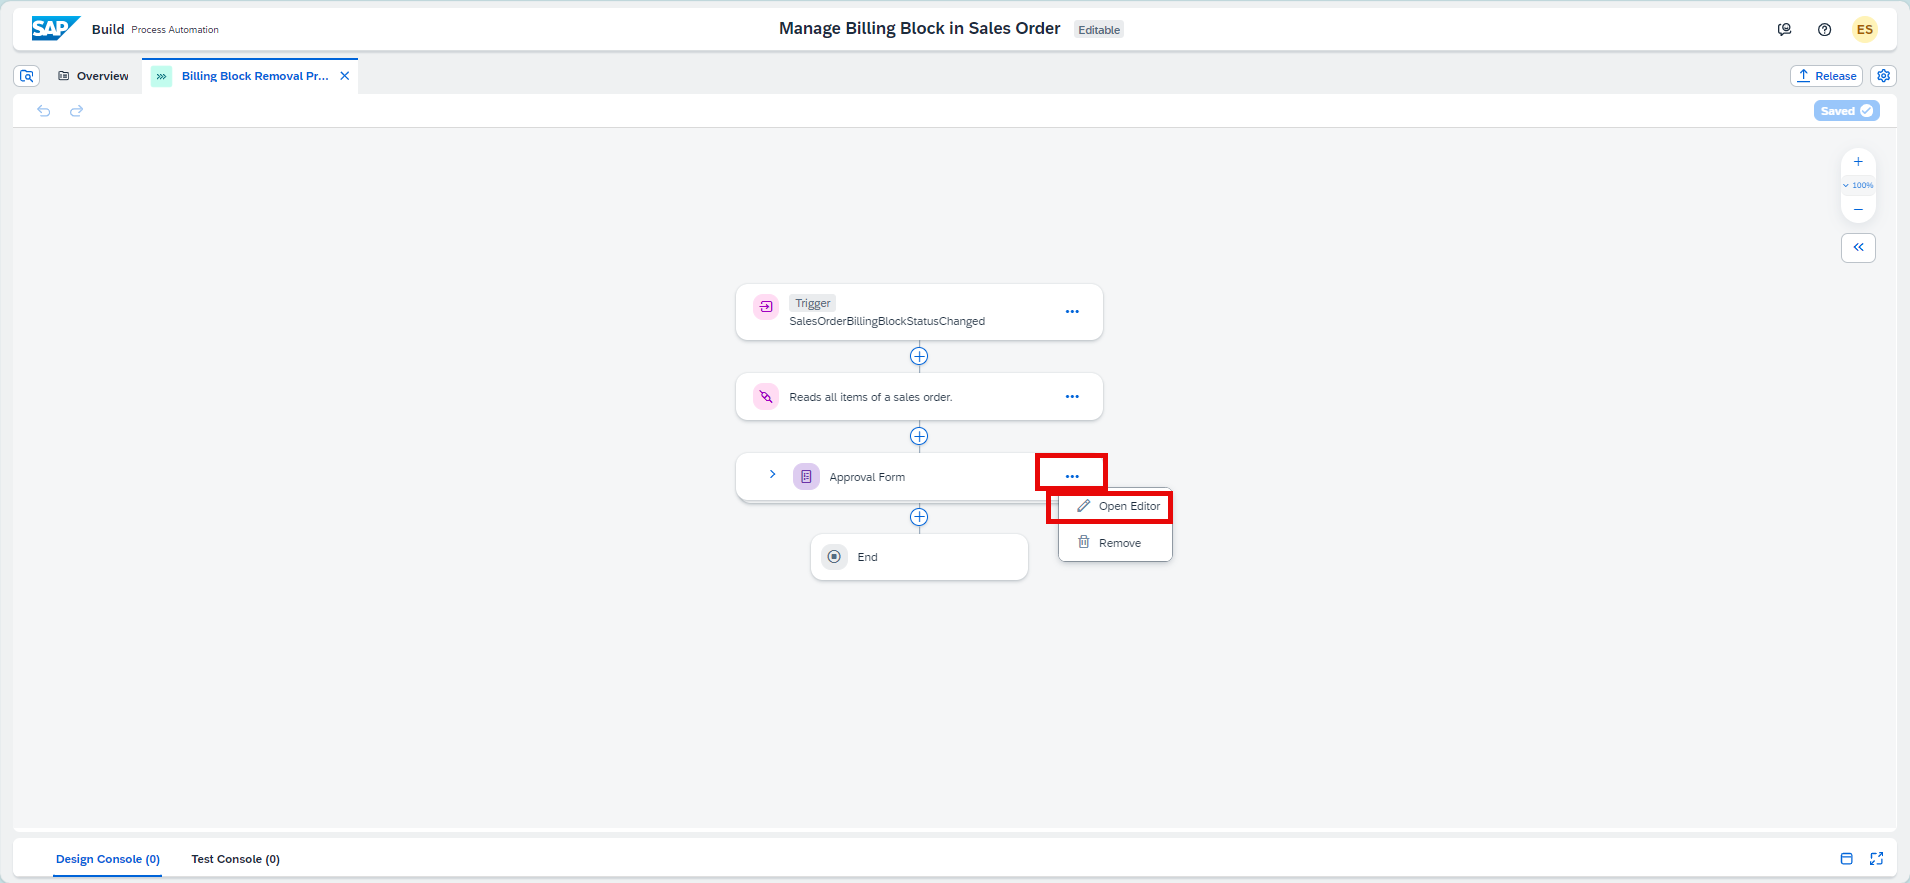 SAP Build Process Automation
Manage Billing Block in Sales Order Editable
ES
Overview
Billing Block Removal Pr...
Release
Saved
100%
Trigger
SalesOrderBillingBlockStatusChanged
Reads all items of a sales order.
Approval Form
Open Editor
Remove
End
Design Console (0) Test Console (0)